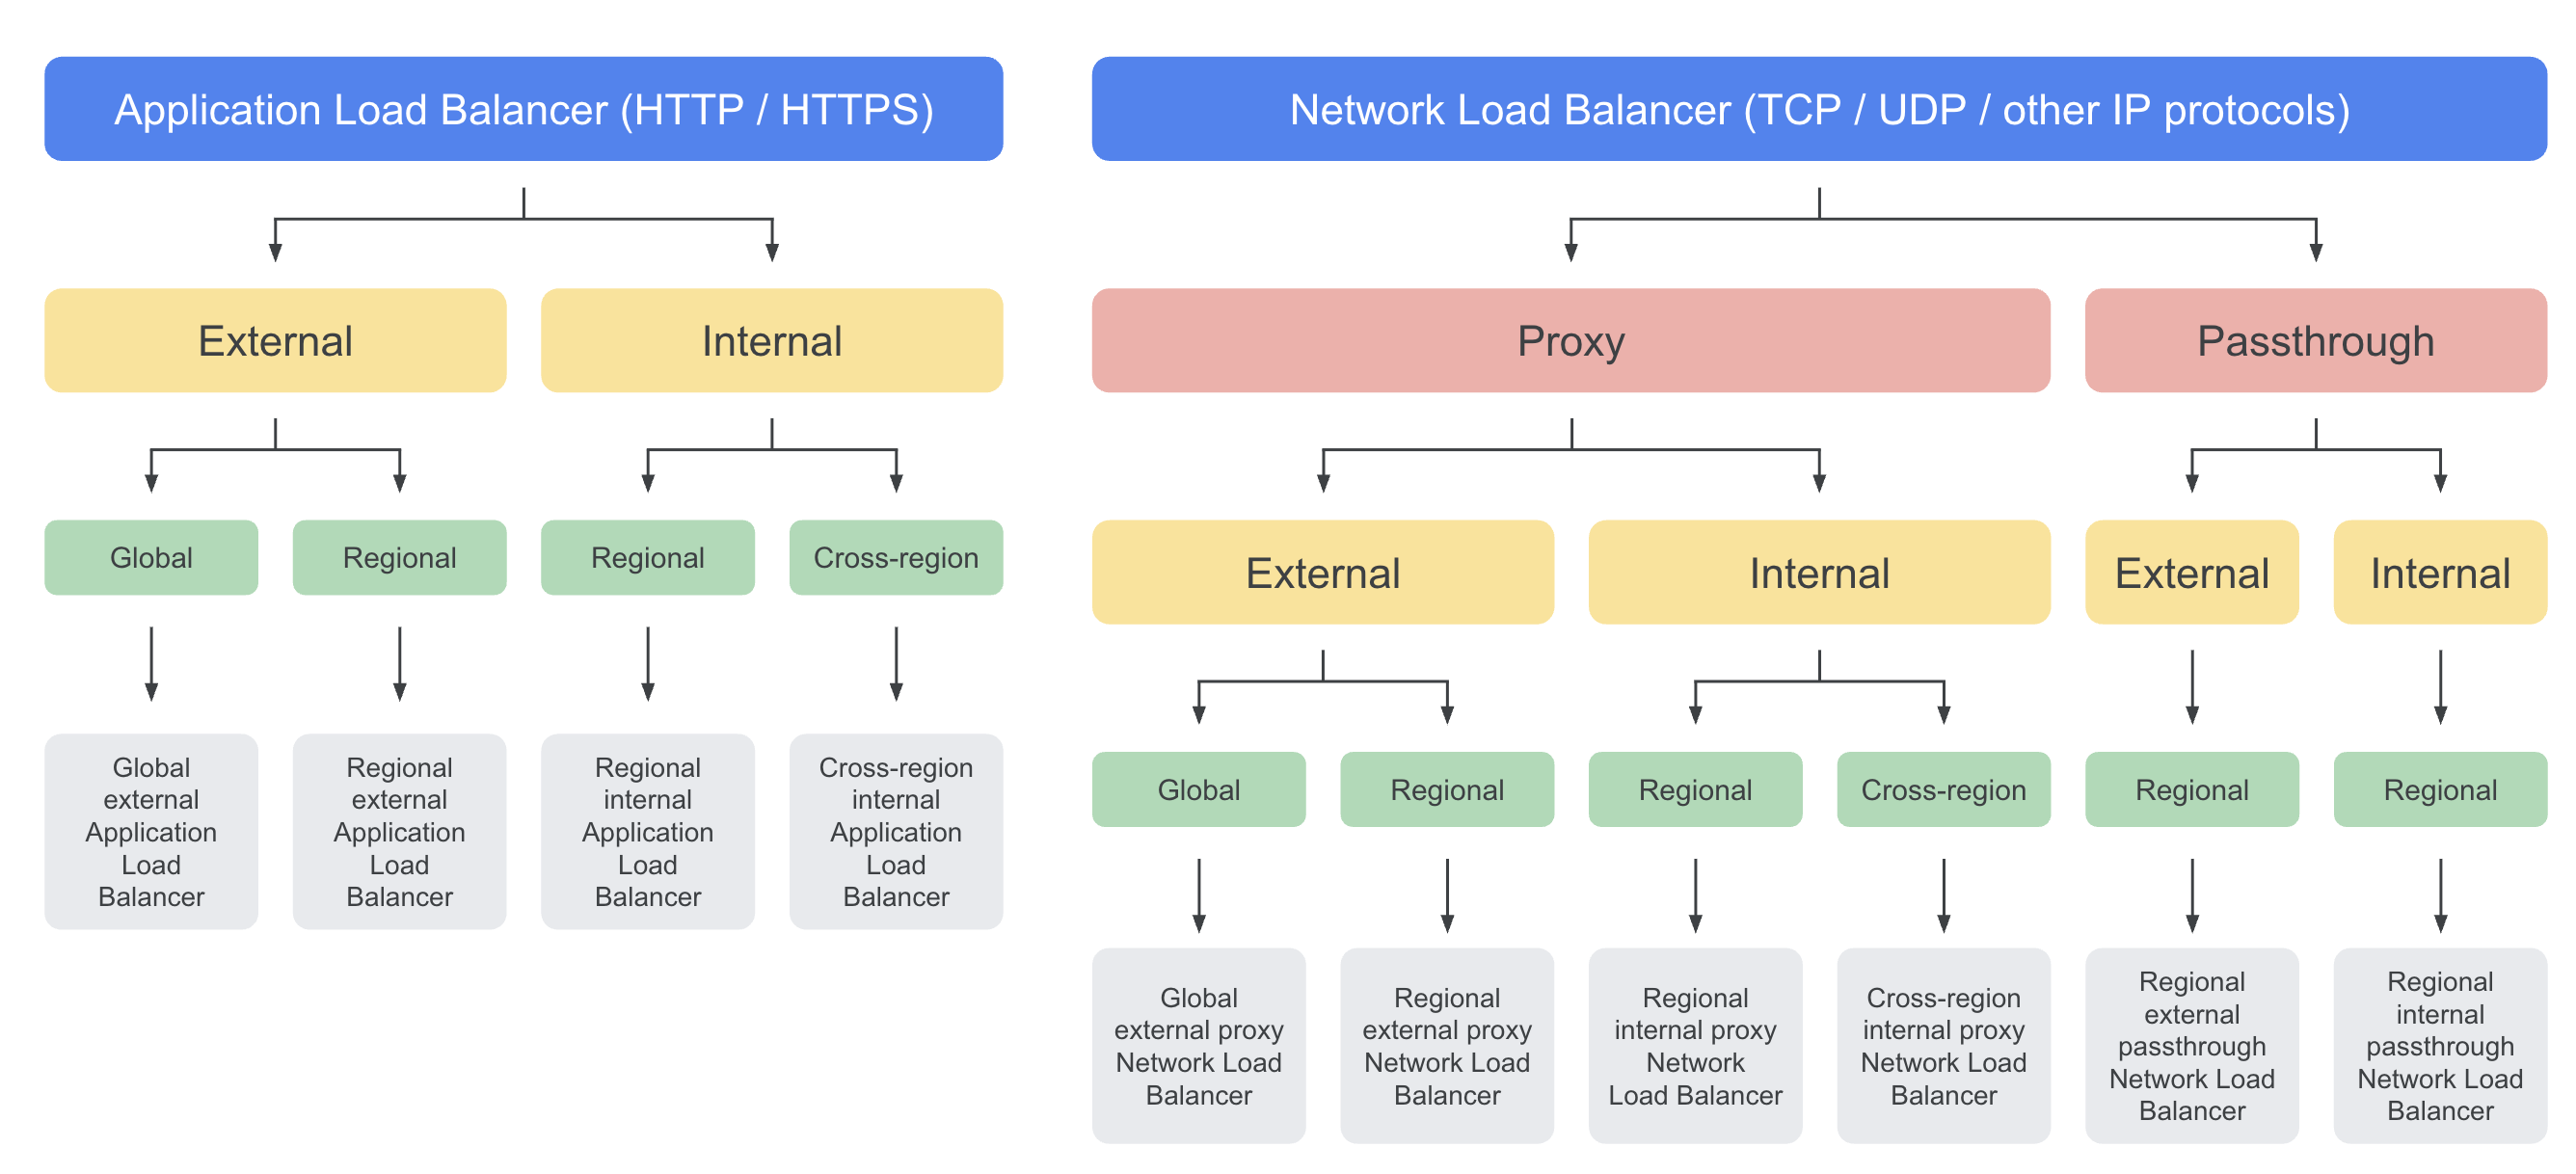 Application Load Balancer (HTTP / HTTPS)
External
Internal
Global
Regional
Regional
Cross-region
Global
external
Application
Load
Balancer
Regional
external
Application
Load
Balancer
Regional
internal
Application
Load
Balancer
Cross-region
internal
Application
Load
Balancer
Network Load Balancer (TCP / UDP / other IP protocols)
Proxy
Passthrough
External
Internal
External
Internal
Global
Regional
Regional
Cross-region
Regional
Regional
Global
external proxy
Network Load
Balancer
Regional
external proxy
Network Load
Balancer
Regional
internal proxy
Network
Load Balancer
Cross-region
internal proxy
Network Load
Balancer
Regional
external
passthrough
Network Load
Balancer
Regional
internal
passthrough
Network Load
Balancer